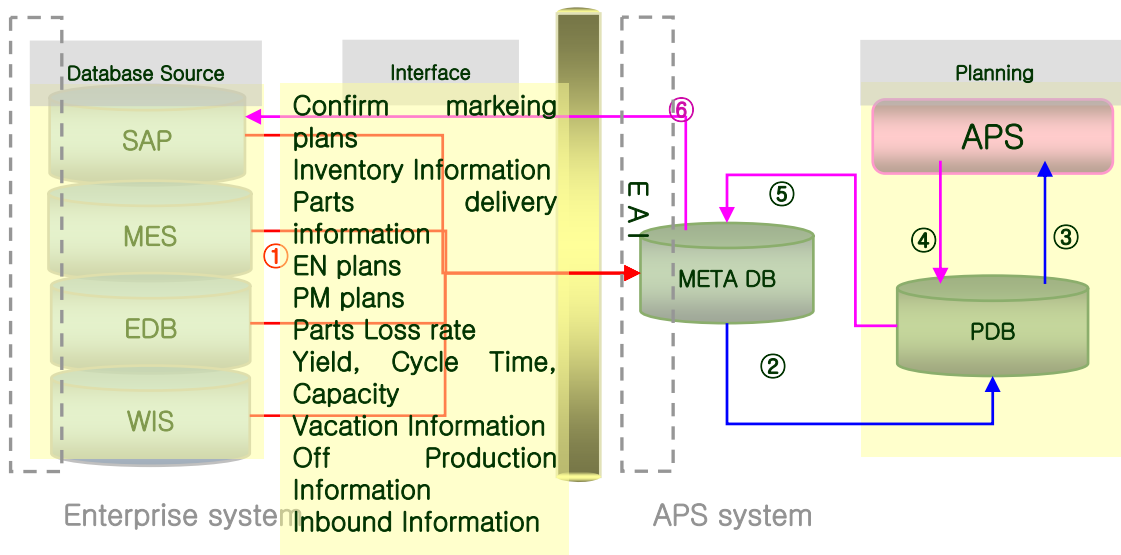 Database Source
Interface
Planning
SAP
MES
EDB
WIS
①
Confirm markeing
plans
Inventory Information
Parts delivery
information
EN plans
PM plans
Parts Loss rate
Yield, Cycle Time,
Capacity
Vacation Information
Off Production
Information
Inbound Information
EAI
⑥
META DB
⑤
②
APS
④
③
PDB
Enterprise system
APS system